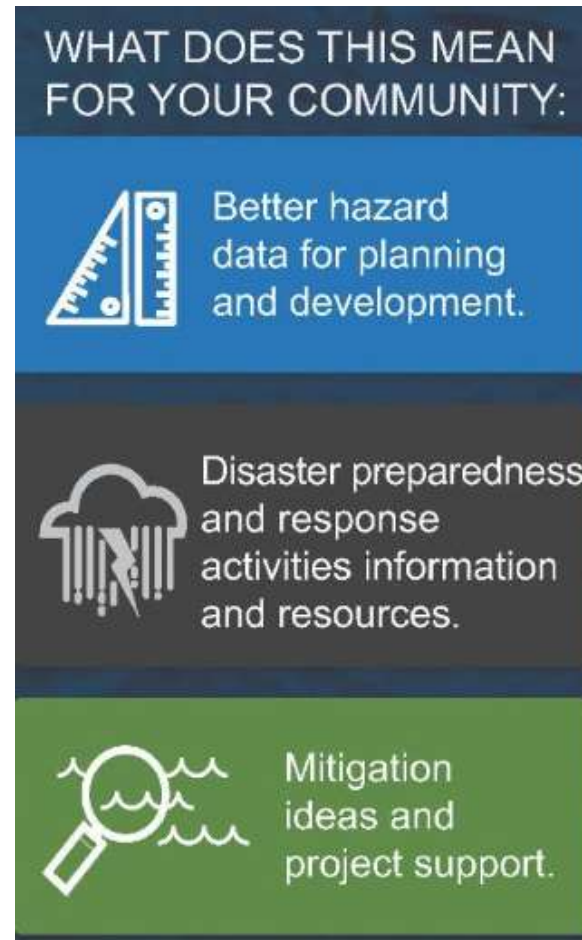 WHAT DOES THIS MEAN
FOR YOUR COMMUNITY:
Better hazard
data for planning
and development.
Disaster preparedness
and response
activities information
and resources.
Mitigation
ideas and
project support.